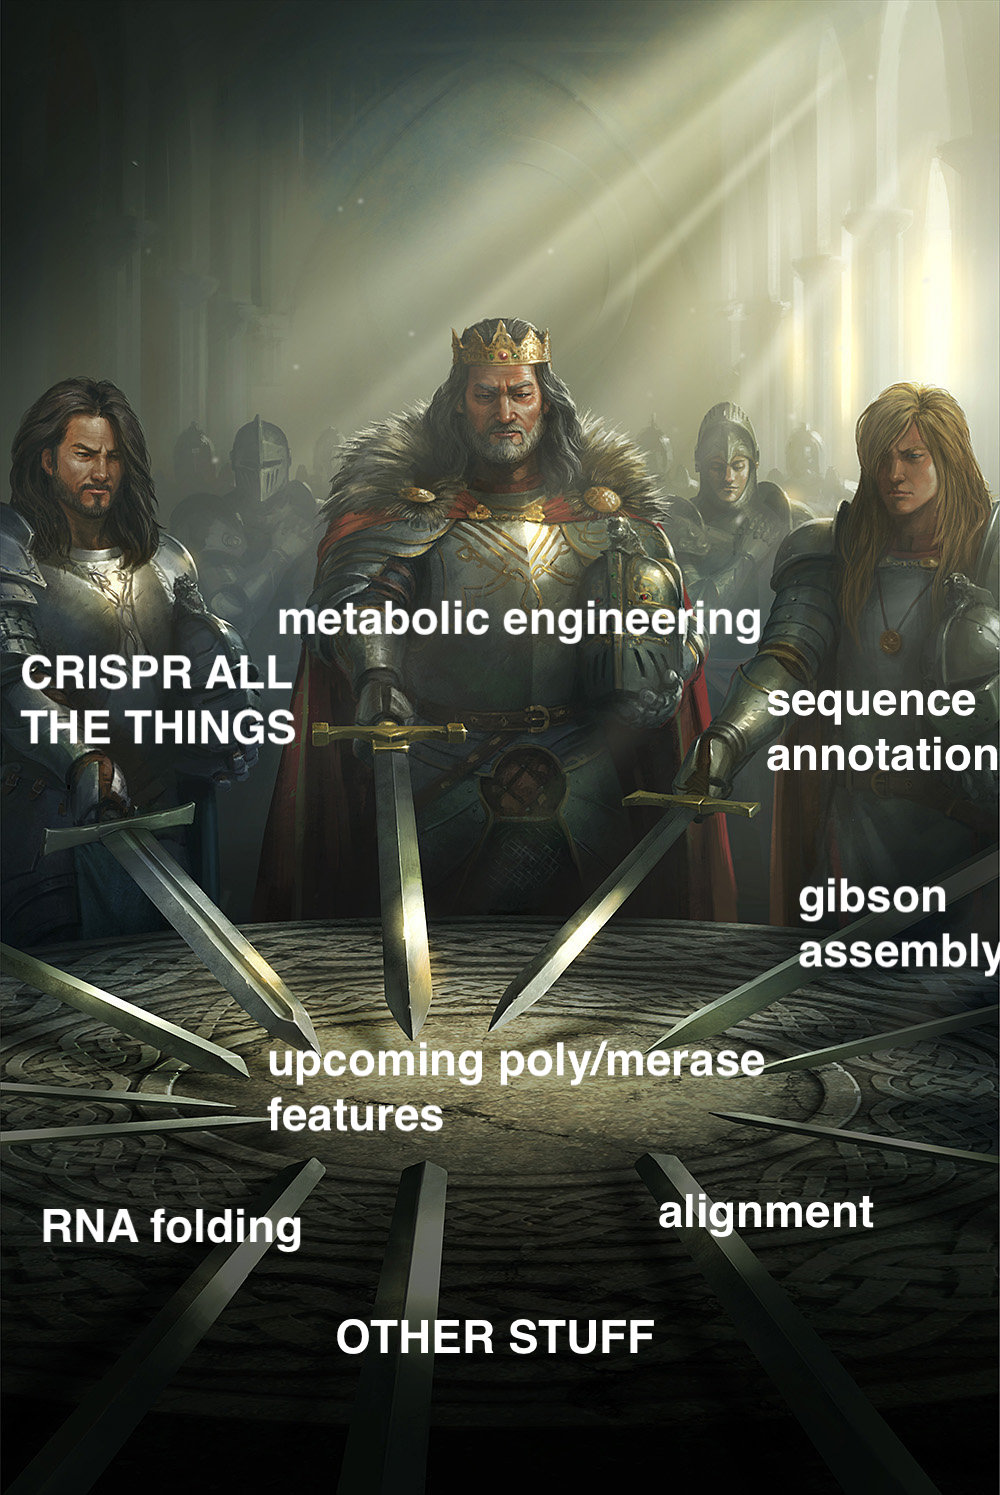 metabolic engineering
CRISPR ALL
THE THINGS
sequence
annotation
gibson
assembly
upcoming poly/merase
features
RNA folding
alignment
OTHER STUFF